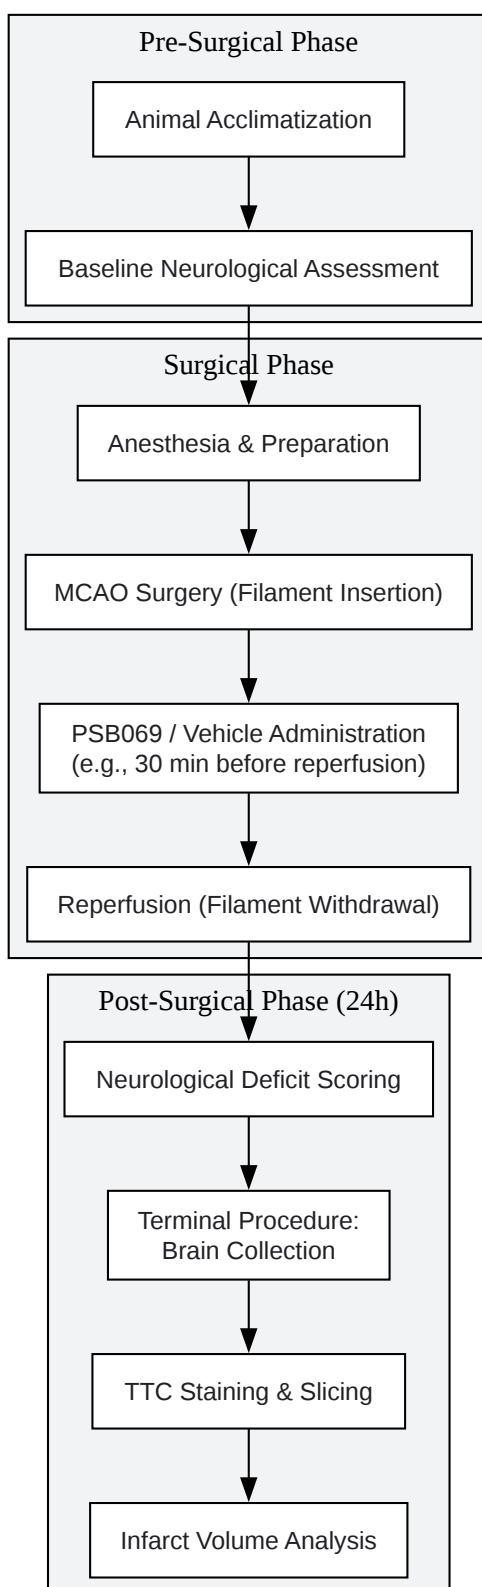 Pre-Surgical Phase
Animal Acclimatization
Baseline Neurological Assessment
Surgical Phase
Anesthesia & Preparation
MCAO Surgery (Filament Insertion)
PSB069 / Vehicle Administration
(e.g., 30 min before reperfusion)
Reperfusion (Filament Withdrawal)
Post-Surgical Phase (24h)
Neurological Deficit Scoring
Terminal Procedure:
Brain Collection
TTC Staining & Slicing
Infarct Volume Analysis